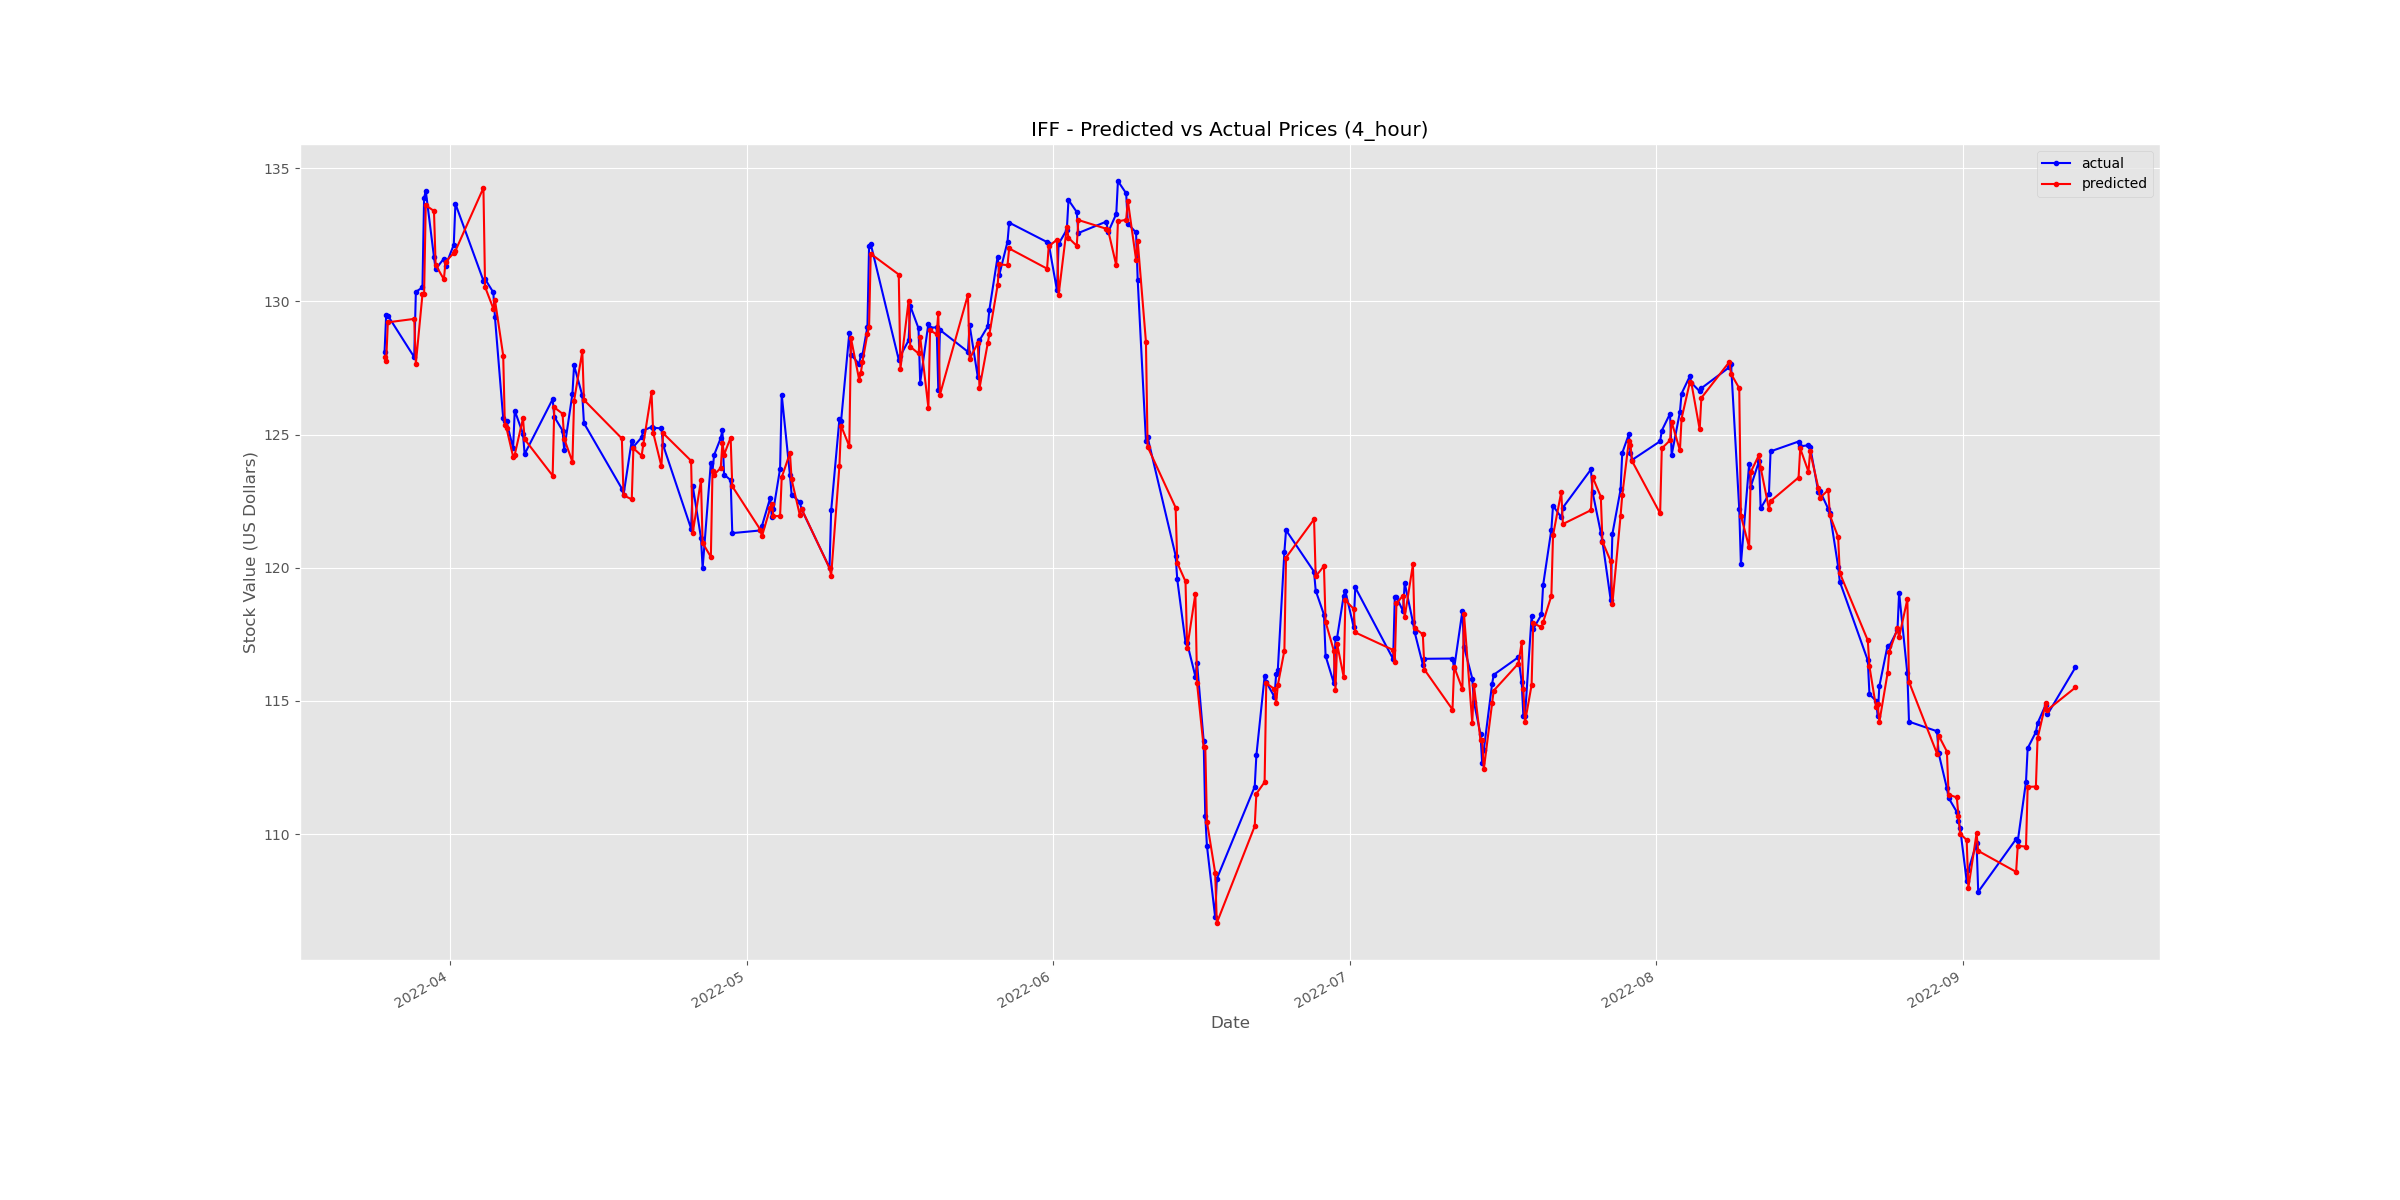 IFF - Predicted vs Actual Prices (4_hour)
actual
predicted
135
130
125
120
115
110
Stock Value (US Dollars)
2022-04
2022-05
2022-06
2022-07
2022-08
2022-09
Date